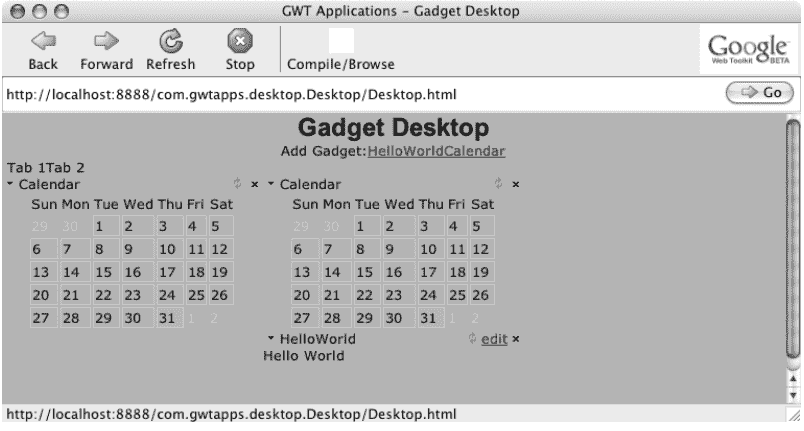 GWT Applications – Gadget Desktop
Back Forward Refresh Stop Compile/Browse
Google
Web Toolkit BETA
http://localhost:8888/com.gwtapps.desktop.Desktop/Desktop.html Go
Gadget Desktop
Add Gadget:HelloWorldCalendar
Tab 1Tab 2
Calendar
Sun Mon Tue Wed Thu Fri Sat
29 30 1 2 3 4 5
6 7 8 9 10 11 12
13 14 15 16 17 18 19
20 21 22 23 24 25 26
27 28 29 30 31 1 2
Calendar
Sun Mon Tue Wed Thu Fri Sat
29 30 1 2 3 4 5
6 7 8 9 10 11 12
13 14 15 16 17 18 19
20 21 22 23 24 25 26
27 28 29 30 31 1 2
HelloWorld edit
Hello World
http://localhost:8888/com.gwtapps.desktop.Desktop/Desktop.html